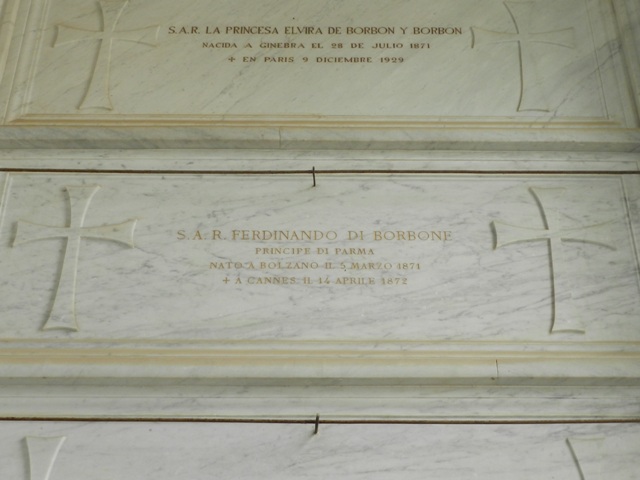 S.A.R. LA PRINCESA ELVIRA DE BORBON Y BORBON
NACIDA A GINEBRA EL 28 DE JULIO 1871
+ EN PARIS 9 DICIEMBRE 1929
S. A. R. FERDINANDO DI BORBONE
PRINCIPE DI PARMA
NATO A BOLZANO IL 5 MARZO 1871
+ A CANNES IL 14 APRILE 1872